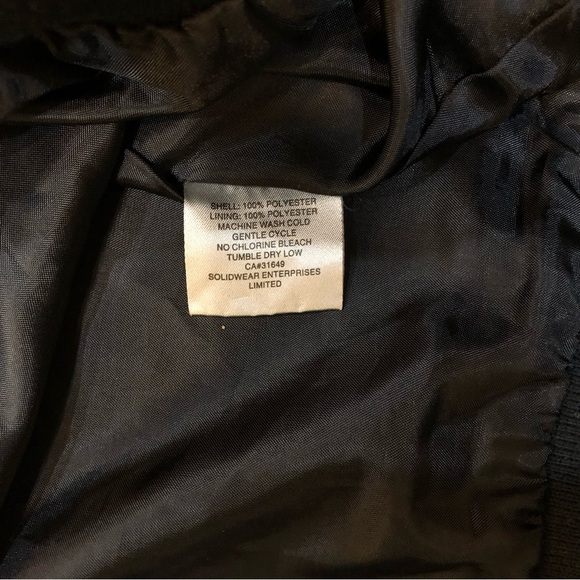 SHELL: 100% POLYESTER
LINING: 100% POLYESTER
MACHINE WASH COLD
GENTLE CYCLE
NO CHLORINE BLEACH
TUMBLE DRY LOW
CA#31649
SOLIDWEAR ENTERPRISES
LIMITED